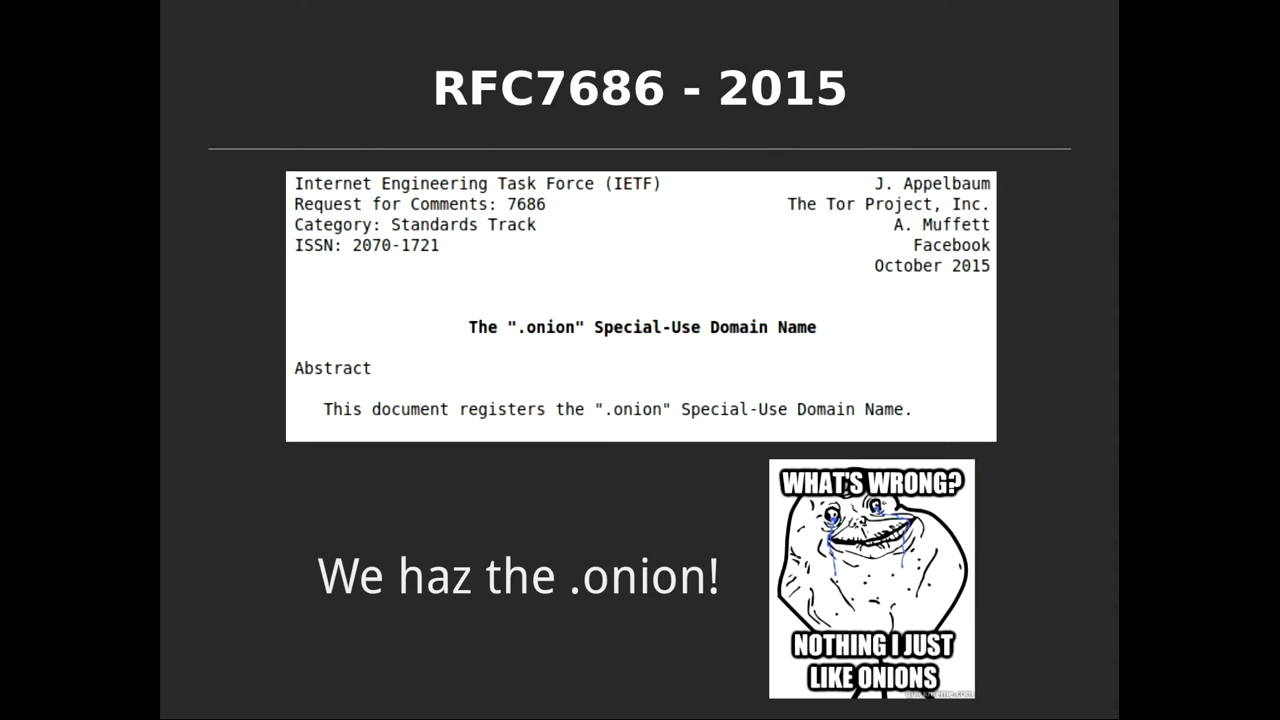 RFC7686 - 2015
Internet Engineering Task Force (IETF) J. Appelbaum
Request for Comments: 7686 The Tor Project, Inc.
Category: Standards Track A. Muffett
ISSN: 2070-1721 Facebook
October 2015
The ".onion" Special-Use Domain Name
Abstract
This document registers the ".onion" Special-Use Domain Name.
WHAT'S WRONG?
We haz the .onion!
NOTHING I JUST
LIKE ONIONS